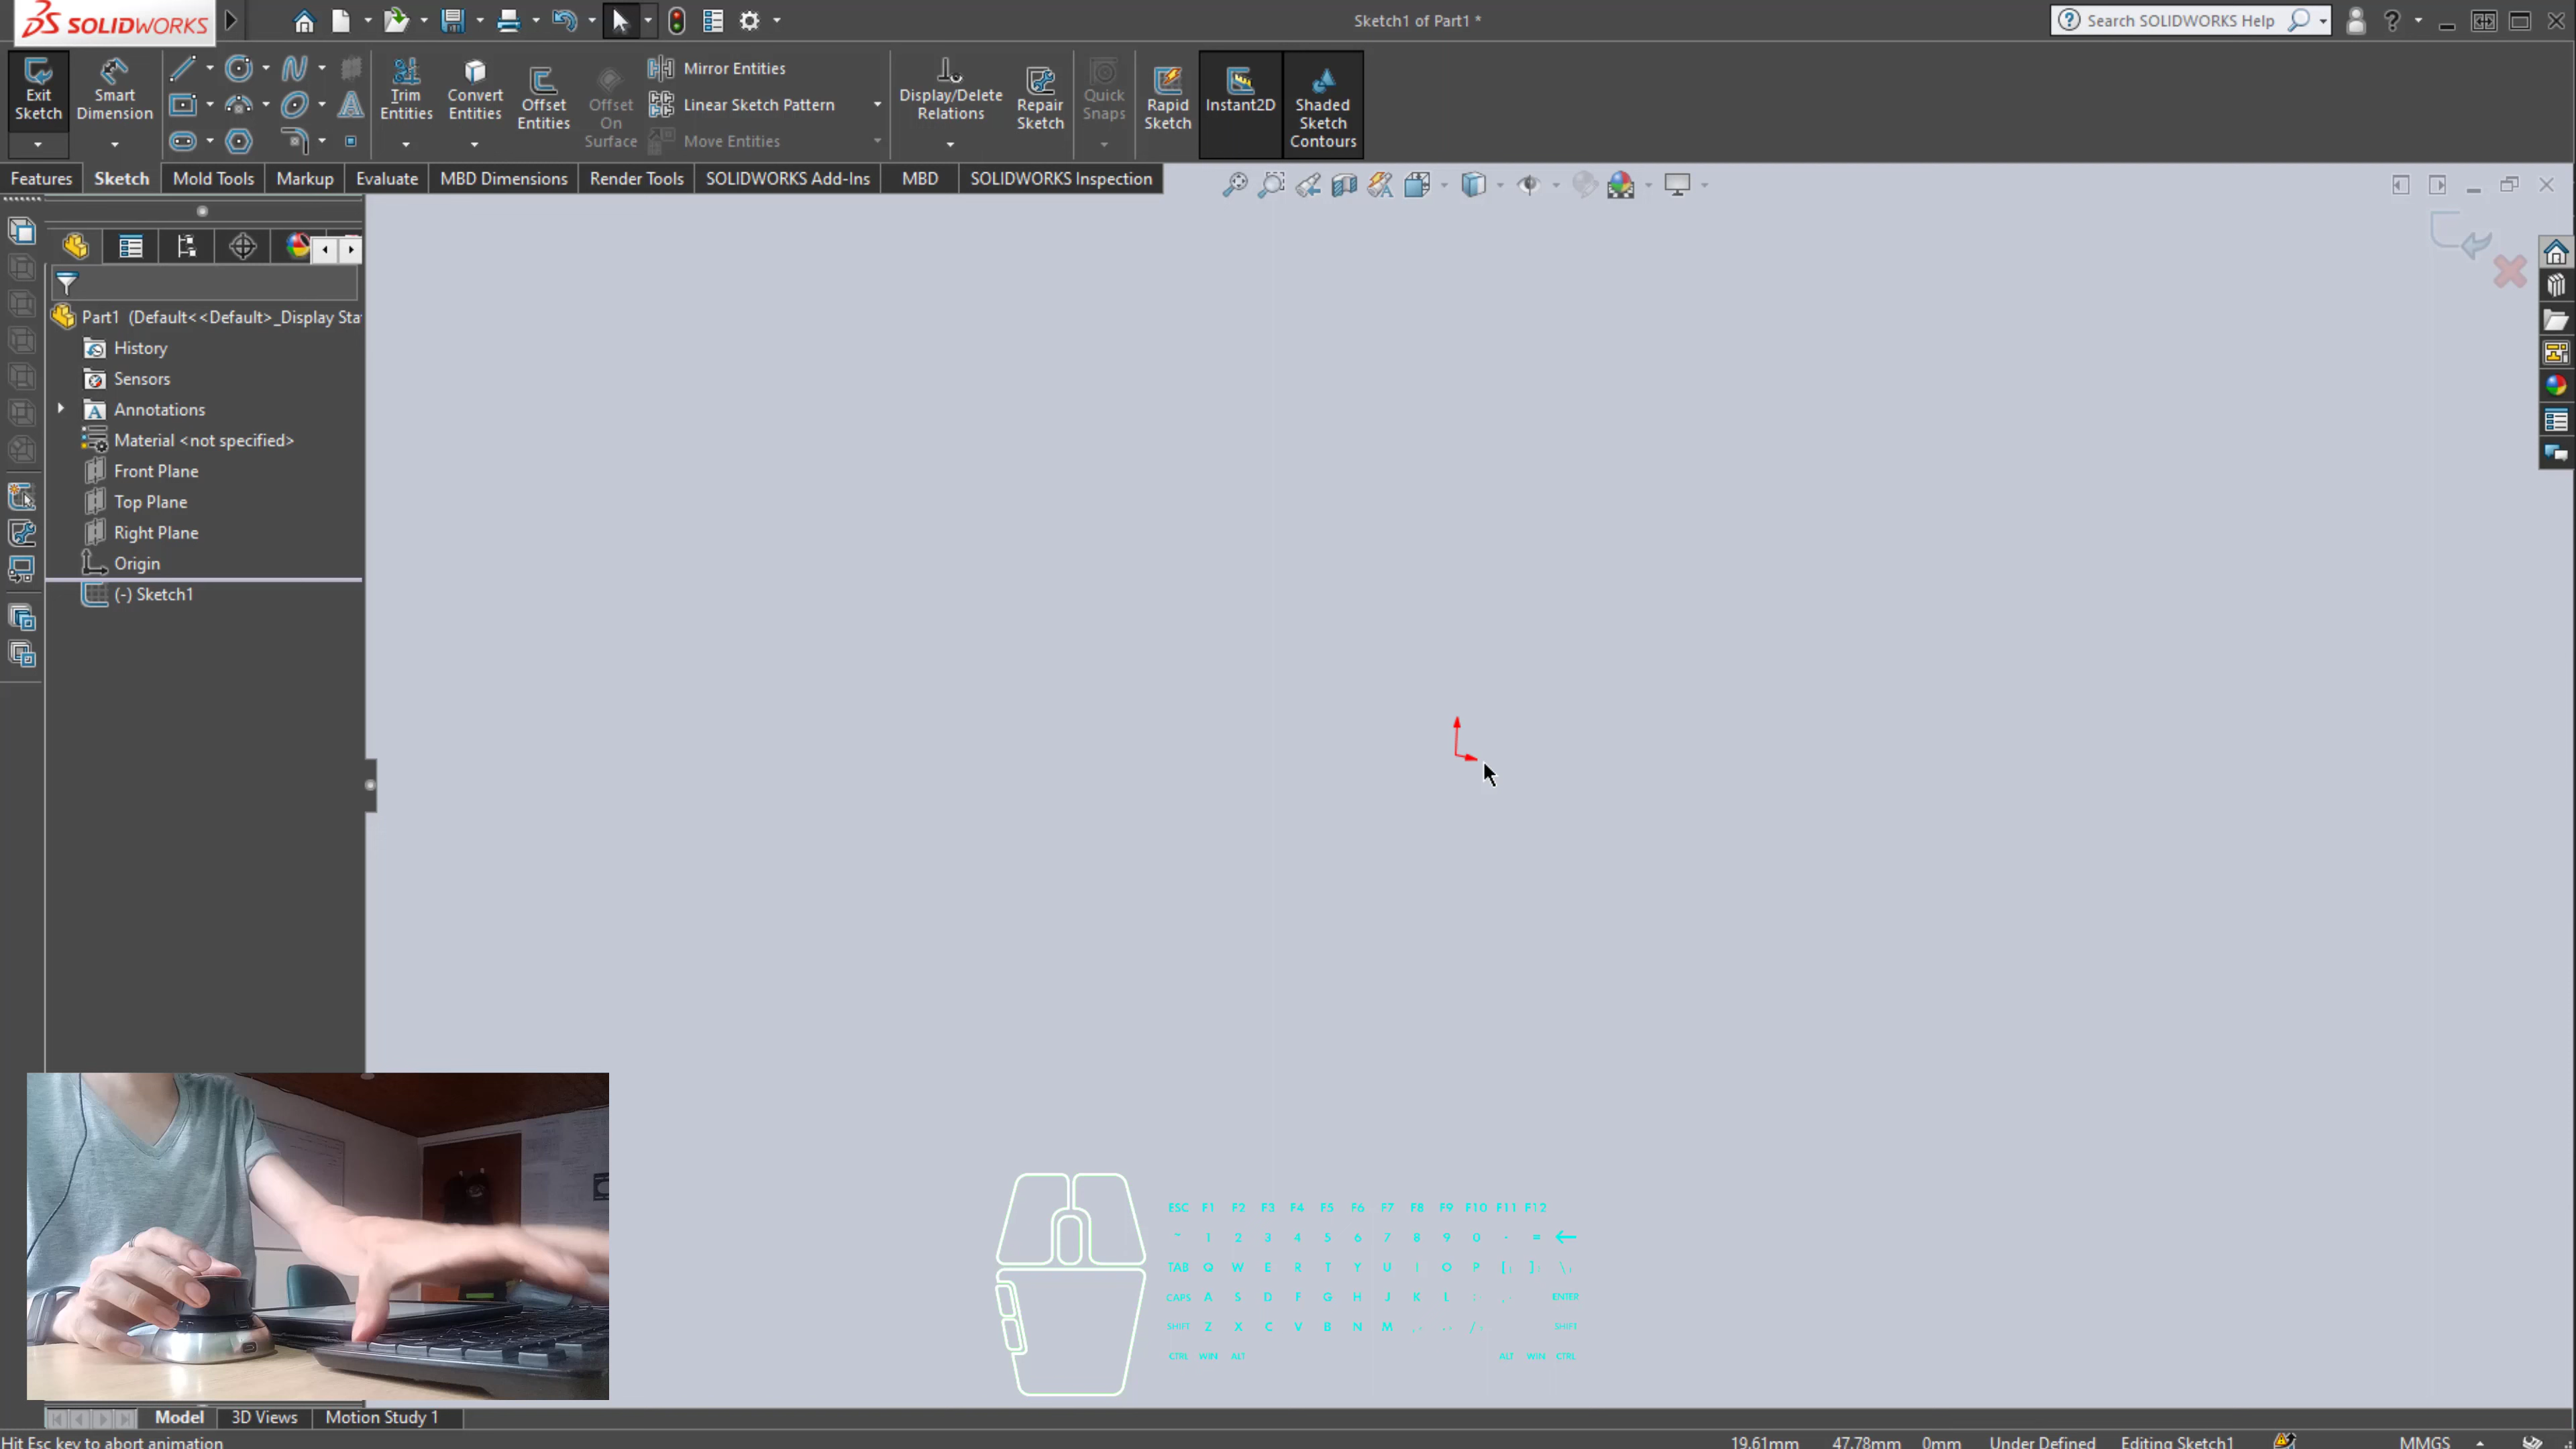 SOLIDWORKS
Sketch1 of Part1 *
Search SOLIDWORKS Help
Exit Sketch
Smart Dimension
Trim Entities
Convert Entities
Offset Entities
Offset On Surface
Mirror Entities
Linear Sketch Pattern
Move Entities
Display/Delete Relations
Repair Sketch
Quick Snaps
Rapid Sketch
Instant2D
Shaded Sketch Contours
Features Sketch Mold Tools Markup Evaluate MBD Dimensions Render Tools SOLIDWORKS Add-Ins MBD SOLIDWORKS Inspection
Part1 (Default<<Default>_Display Sta
History
Sensors
Annotations
Material <not specified>
Front Plane
Top Plane
Right Plane
Origin
(-) Sketch1
ESC F1 F2 F3 F4 F5 F6 F7 F8 F9 F10 F11 F12
~ 1 2 3 4 5 6 7 8 9 0 - = ←
TAB Q W E R T Y U I O P [ ] \
CAPS A S D F G H J K L : ENTER
SHIFT Z X C V B N M / SHIFT
CTRL WIN ALT ALT WIN CTRL
Model 3D Views Motion Study 1
Hit Esc key to abort animation
19.61mm 47.78mm 0mm Under Defined Editing Sketch1 MMGS